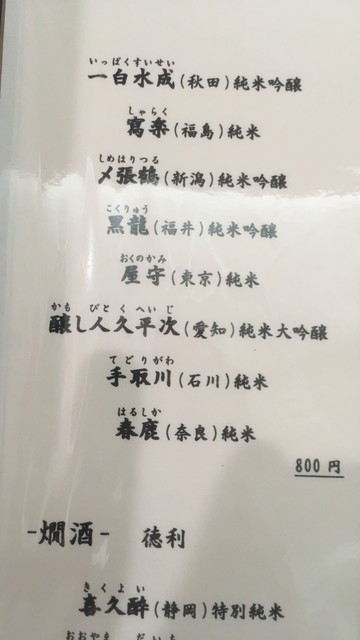 いっぱくすいせい
一白水成(秋田)純米吟醸
しゃらく
寫楽(福島)純米
しめはりつる
〆張鶴(新潟)純米吟醸
こくりゅう
黒龍(福井)純米吟醸
おくのかみ
屋守(東京)純米
かも びとくへいじ
醸し人久平次(愛知)純米大吟醸
てどりがわ
手取川(石川)純米
はるしか
春鹿(奈良)純米
800円
-燗酒- 徳利
きくよい
喜久酔(静岡)特別純米